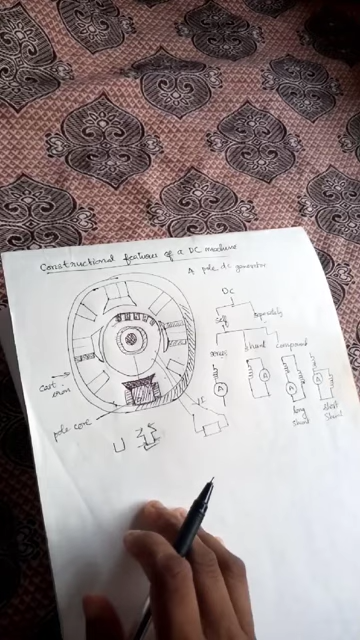 Constructional features of a DC machine
4 pole dc generator
DC
Self
Separately
series
shunt
compound
A
A
A
A
long
shunt
short
shunt
Cast
iron
pole core